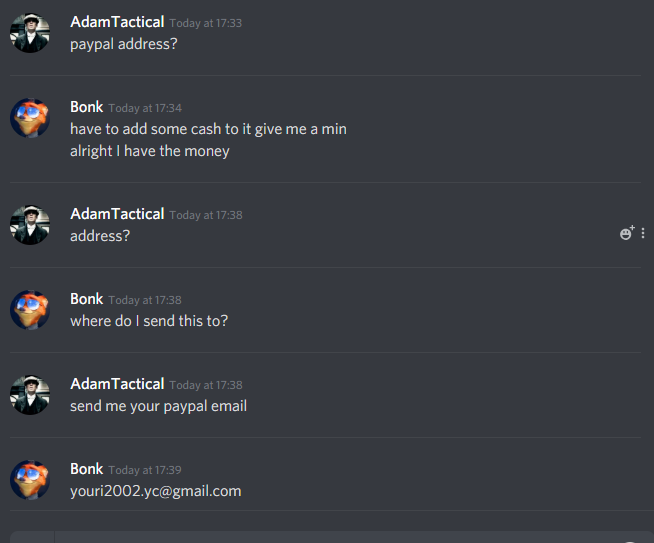 AdamTactical Today at 17:33
paypal address?
Bonk Today at 17:34
have to add some cash to it give me a min
alright I have the money
AdamTactical Today at 17:38
address?
Bonk Today at 17:38
where do I send this to?
AdamTactical Today at 17:38
send me your paypal email
Bonk Today at 17:39
youri2002.yc@gmail.com